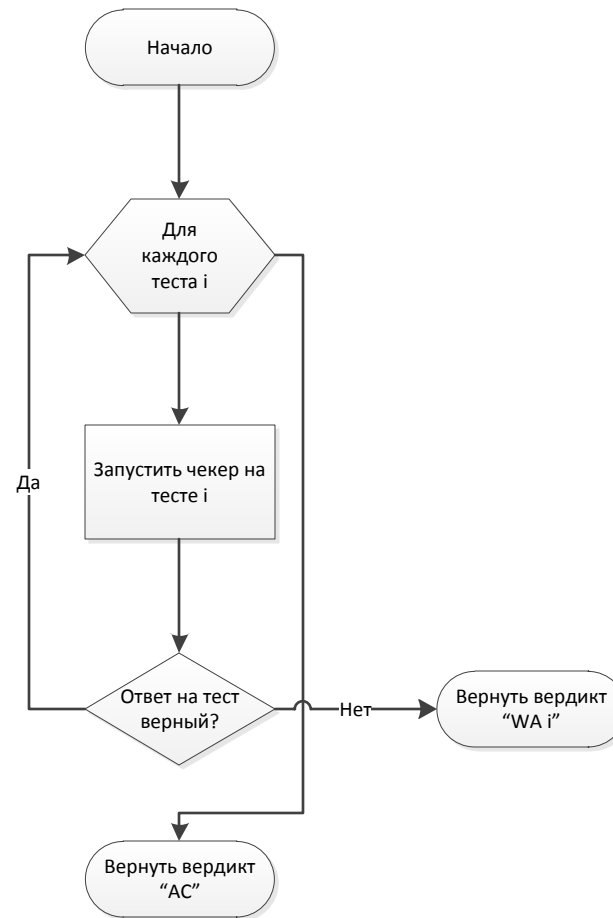 Начало
Для
каждого
теста i
Запустить чекер на
тесте i
Да
Ответ на тест
верный?
Нет
Вернуть вердикт
“WA i”
Вернуть вердикт
“AC”